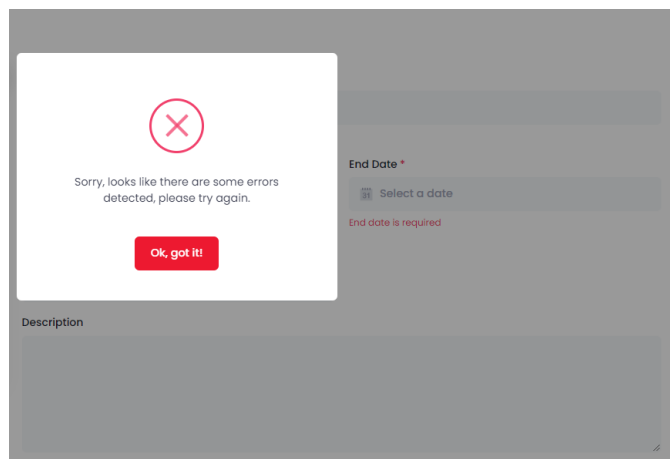 End Date *
Sorry, looks like there are some errors
detected, please try again.
Select a date
End date is required
Ok, got it!
Description